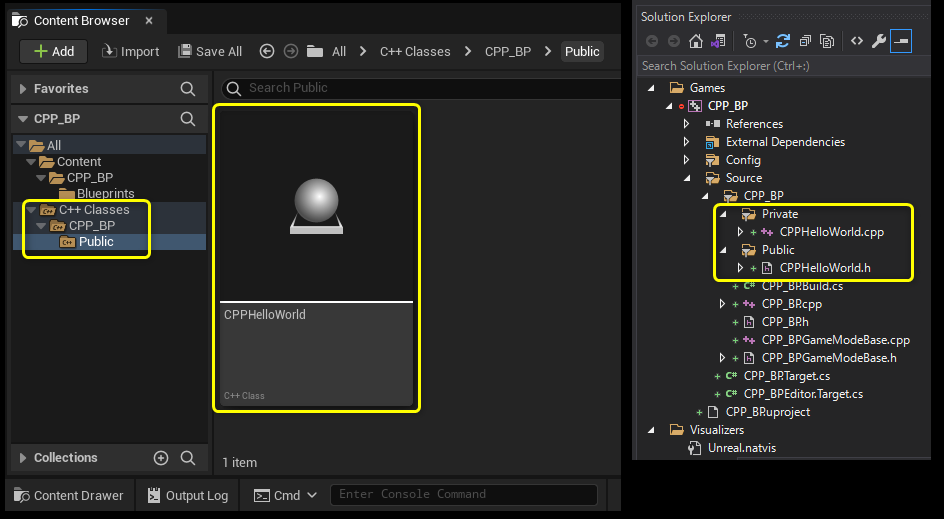 Content Browser
Add
Import
Save All
All
C++ Classes
CPP_BP
Public
Favorites
Search Public
CPP_BP
All
Content
CPP_BP
Blueprints
C++ Classes
CPP_BP
C++
Public
CPPHelloWorld
C++ Class
Collections
1 item
Content Drawer
Output Log
Cmd
Enter Console Command
Solution Explorer
Search Solution Explorer (Ctrl+;)
Games
CPP_BP
References
External Dependencies
Config
Source
CPP_BP
Private
CPPHelloWorld.cpp
Public
CPPHelloWorld.h
C# CPP_BP.Build.cs
CPP_BP.cpp
CPP_BP.h
CPP_BPGameModeBase.cpp
CPP_BPGameModeBase.h
C# CPP_BP.Target.cs
C# CPP_BPEditor.Target.cs
CPP_BP.uproject
Visualizers
Unreal.natvis